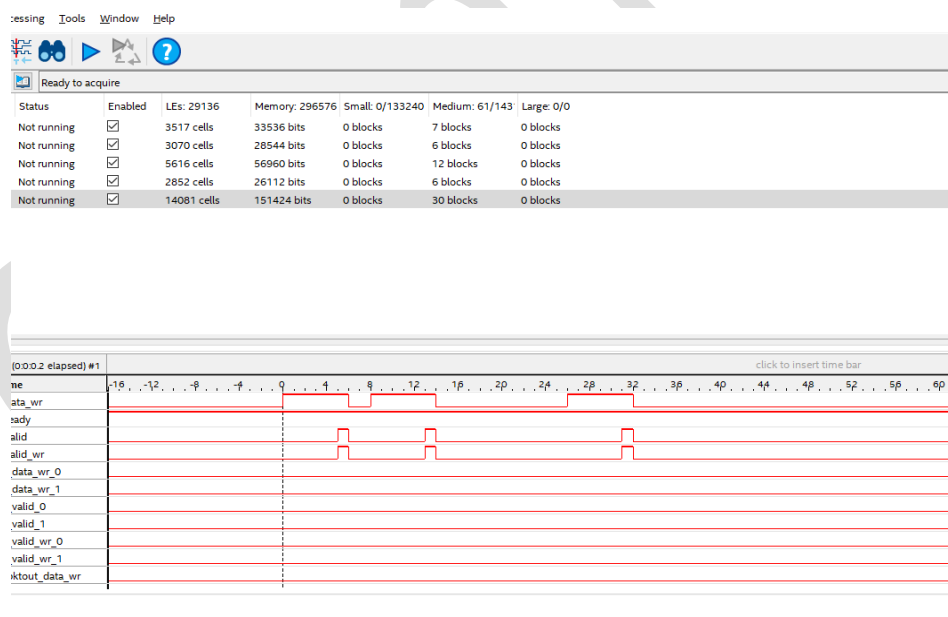 cessing Tools Window Help
Ready to acquire
Status Enabled LEs: 29136 Memory: 296576 Small: 0/133240 Medium: 61/143 Large: 0/0
Not running 3517 cells 33536 bits 0 blocks 7 blocks 0 blocks
Not running 3070 cells 28544 bits 0 blocks 6 blocks 0 blocks
Not running 5616 cells 56960 bits 0 blocks 12 blocks 0 blocks
Not running 2852 cells 26112 bits 0 blocks 6 blocks 0 blocks
Not running 14081 cells 151424 bits 0 blocks 30 blocks 0 blocks
(0:0:0.2 elapsed) #1 click to insert time bar
me -16 -12 -8 -4 0 4 8 12 16 20 24 28 32 36 40 44 48 52 56 60
ata_wr
eady
alid
alid_wr
data_wr_0
data_wr_1
valid_0
valid_1
valid_wr_0
valid_wr_1
oktout_data_wr